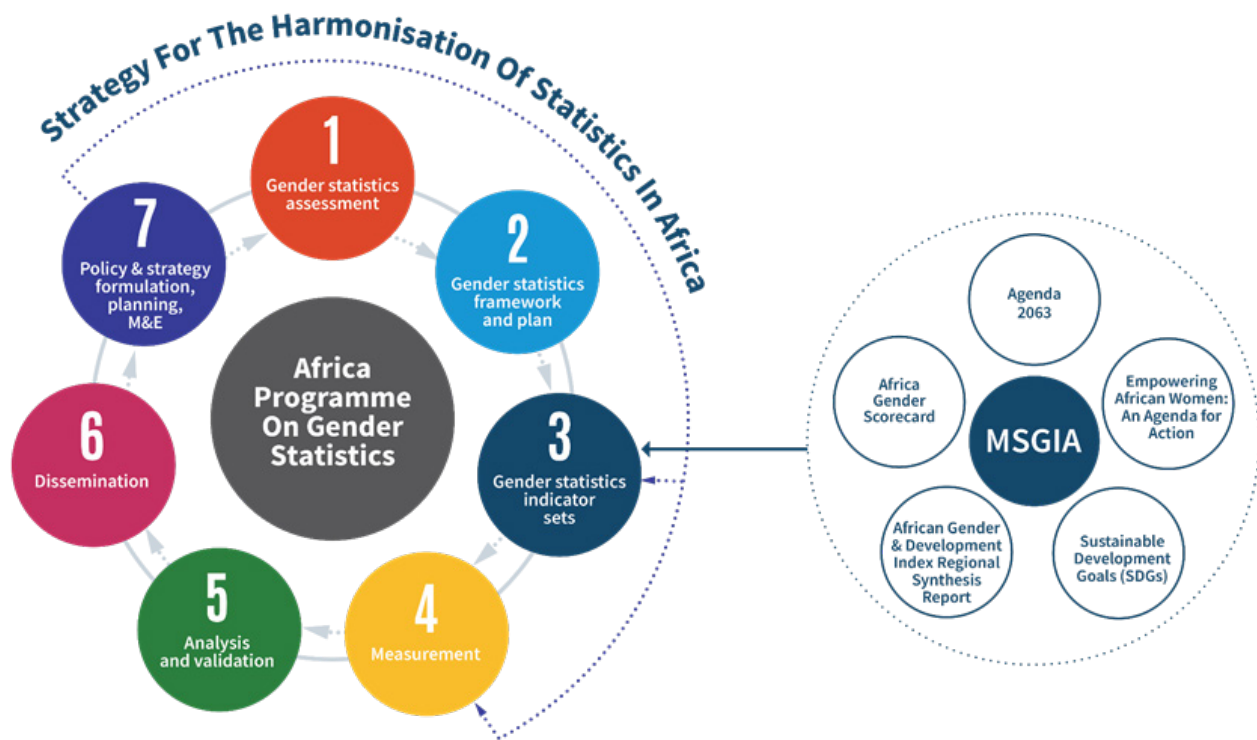 Strategy For The Harmonisation Of Statistics In Africa
1
Gender statistics
assessment
2
Gender statistics
framework
and plan
3
Gender statistics
indicator
sets
4
Measurement
5
Analysis
and validation
6
Dissemination
7
Policy & strategy
formulation,
planning,
M&E
Africa
Programme
On Gender
Statistics
Agenda
2063
Africa
Gender
Scorecard
Empowering
African Women:
An Agenda for
Action
MSGIA
African Gender
& Development
Index Regional
Synthesis
Report
Sustainable
Development
Goals (SDGs)